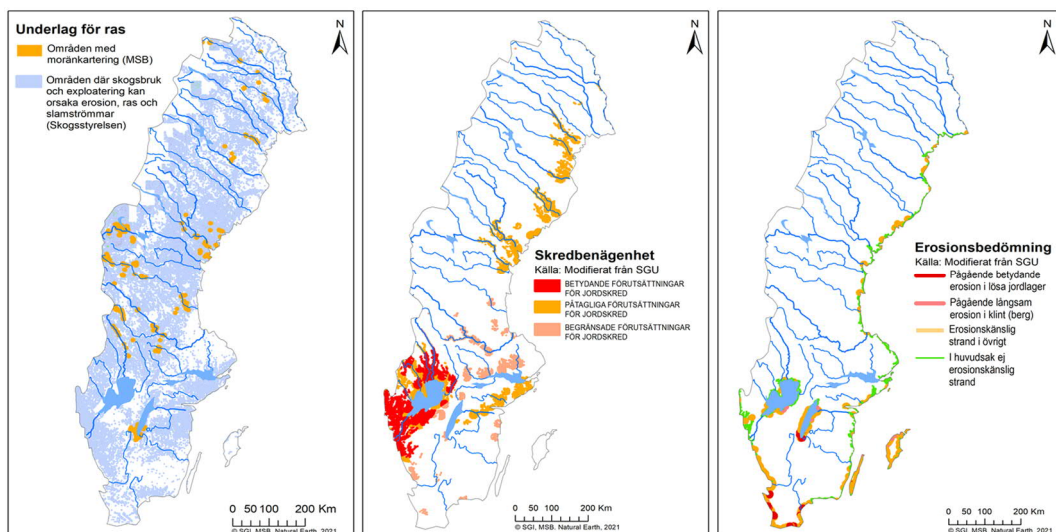 Underlag för ras
Områden med
moränkartering (MSB)
Områden där skogsbruk
och exploatering kan
orsaka erosion, ras och
slamströmmar
(Skogsstyrelsen)
N
0 50 100 200 Km
© SGI, MSB. Natural Earth, 2021
N
Skredbenägenhet
Källa: Modifierat från SGU
BETYDANDE FÖRUTSÄTTNINGAR
FÖR JORDSKRED
PÅTAGLIGA FÖRUTSÄTTNINGAR
FÖR JORDSKRED
BEGRÄNSADE FÖRUTSÄTTNINGAR
FÖR JORDSKRED
0 50 100 200 Km
© SGI, MSB. Natural Earth, 2021
N
Erosionsbedömning
Källa: Modifierat från SGU
Pågående betydande
erosion i lösa jordlager
Pågående långsam
erosion i klint (berg)
Erosionskänslig
strand i övrigt
I huvudsak ej
erosionskänslig
strand
0 50 100 200 Km
© SGI, MSB. Natural Earth, 2021